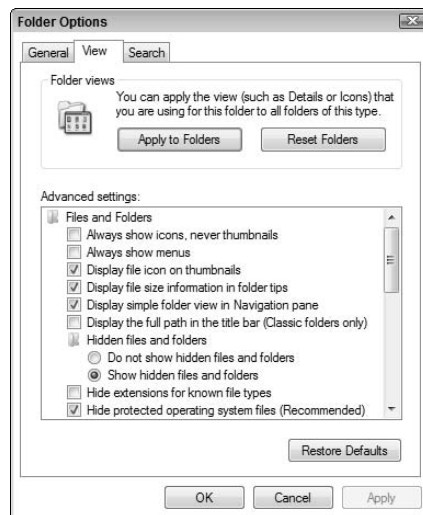 Folder Options
General View Search
Folder views
You can apply the view (such as Details or Icons) that
you are using for this folder to all folders of this type.
Apply to Folders Reset Folders
Advanced settings:
Files and Folders
Always show icons, never thumbnails
Always show menus
Display file icon on thumbnails
Display file size information in folder tips
Display simple folder view in Navigation pane
Display the full path in the title bar (Classic folders only)
Hidden files and folders
Do not show hidden files and folders
Show hidden files and folders
Hide extensions for known file types
Hide protected operating system files (Recommended)
Restore Defaults
OK Cancel Apply